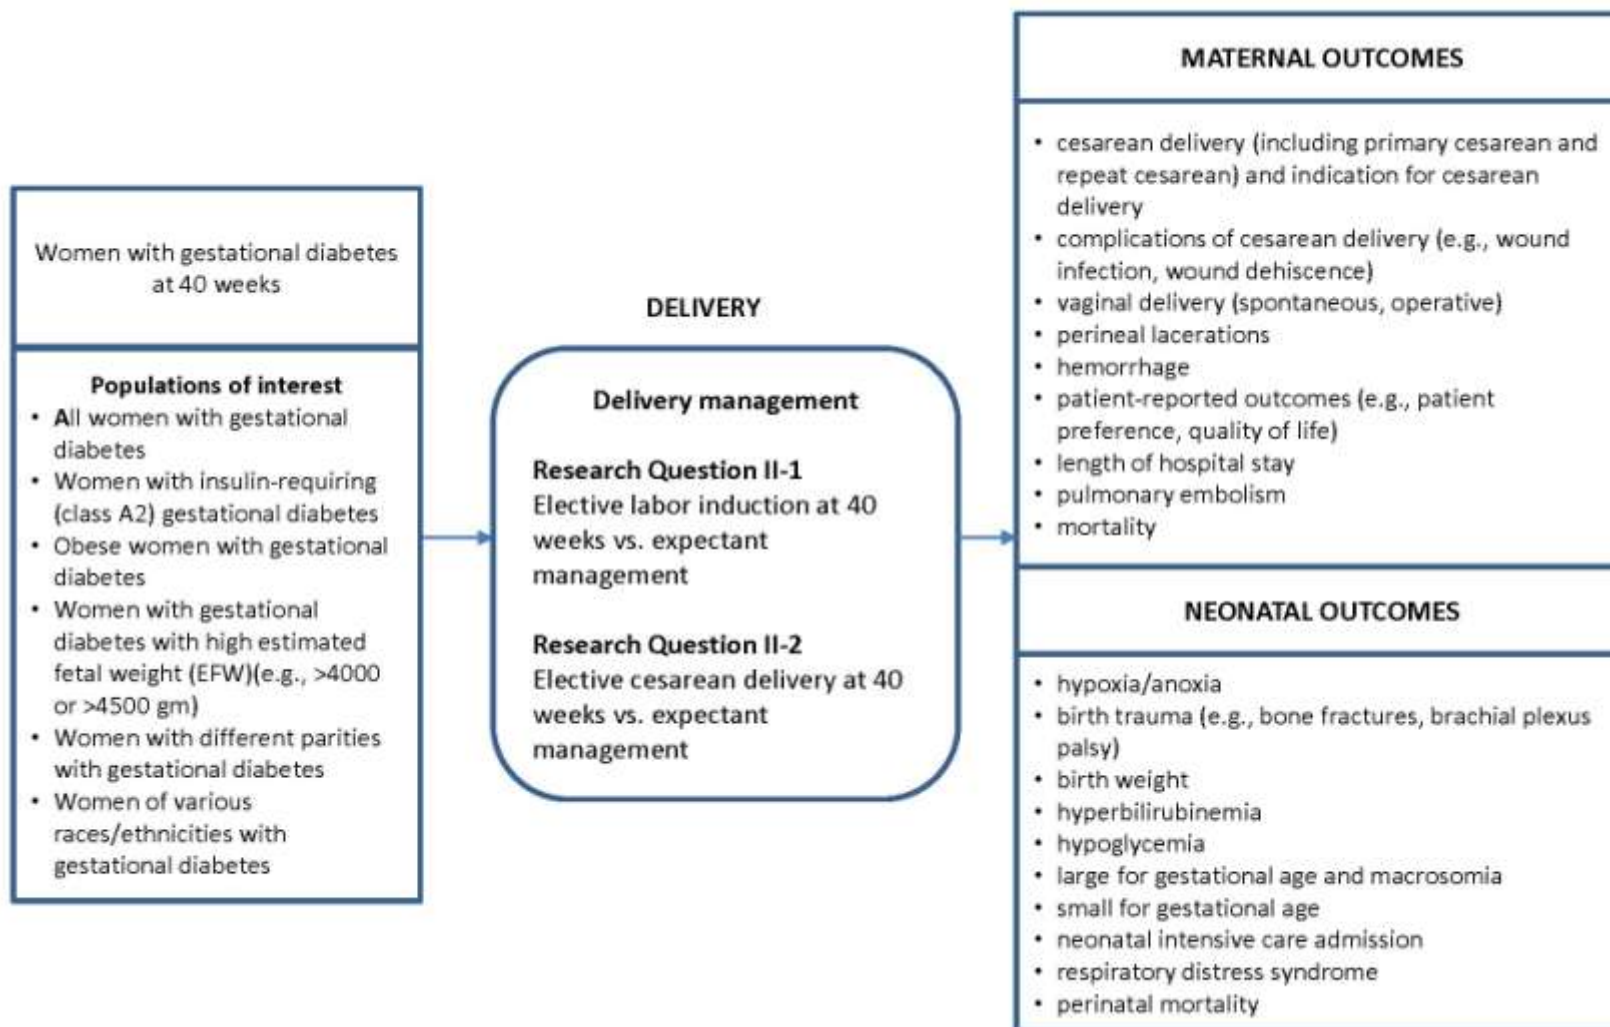 Women with gestational diabetes
at 40 weeks
Populations of interest
• All women with gestational
diabetes
• Women with insulin-requiring
(class A2) gestational diabetes
• Obese women with gestational
diabetes
• Women with gestational
diabetes with high estimated
fetal weight (EFW)(e.g., >4000
or >4500 gm)
• Women with different parities
with gestational diabetes
• Women of various
races/ethnicities with
gestational diabetes
DELIVERY
Delivery management
Research Question II-1
Elective labor induction at 40
weeks vs. expectant
management
Research Question II-2
Elective cesarean delivery at 40
weeks vs. expectant
management
MATERNAL OUTCOMES
• cesarean delivery (including primary cesarean and
repeat cesarean) and indication for cesarean
delivery
• complications of cesarean delivery (e.g., wound
infection, wound dehiscence)
• vaginal delivery (spontaneous, operative)
• perineal lacerations
• hemorrhage
• patient-reported outcomes (e.g., patient
preference, quality of life)
• length of hospital stay
• pulmonary embolism
• mortality
NEONATAL OUTCOMES
• hypoxia/anoxia
• birth trauma (e.g., bone fractures, brachial plexus
palsy)
• birth weight
• hyperbilirubinemia
• hypoglycemia
• large for gestational age and macrosomia
• small for gestational age
• neonatal intensive care admission
• respiratory distress syndrome
• perinatal mortality